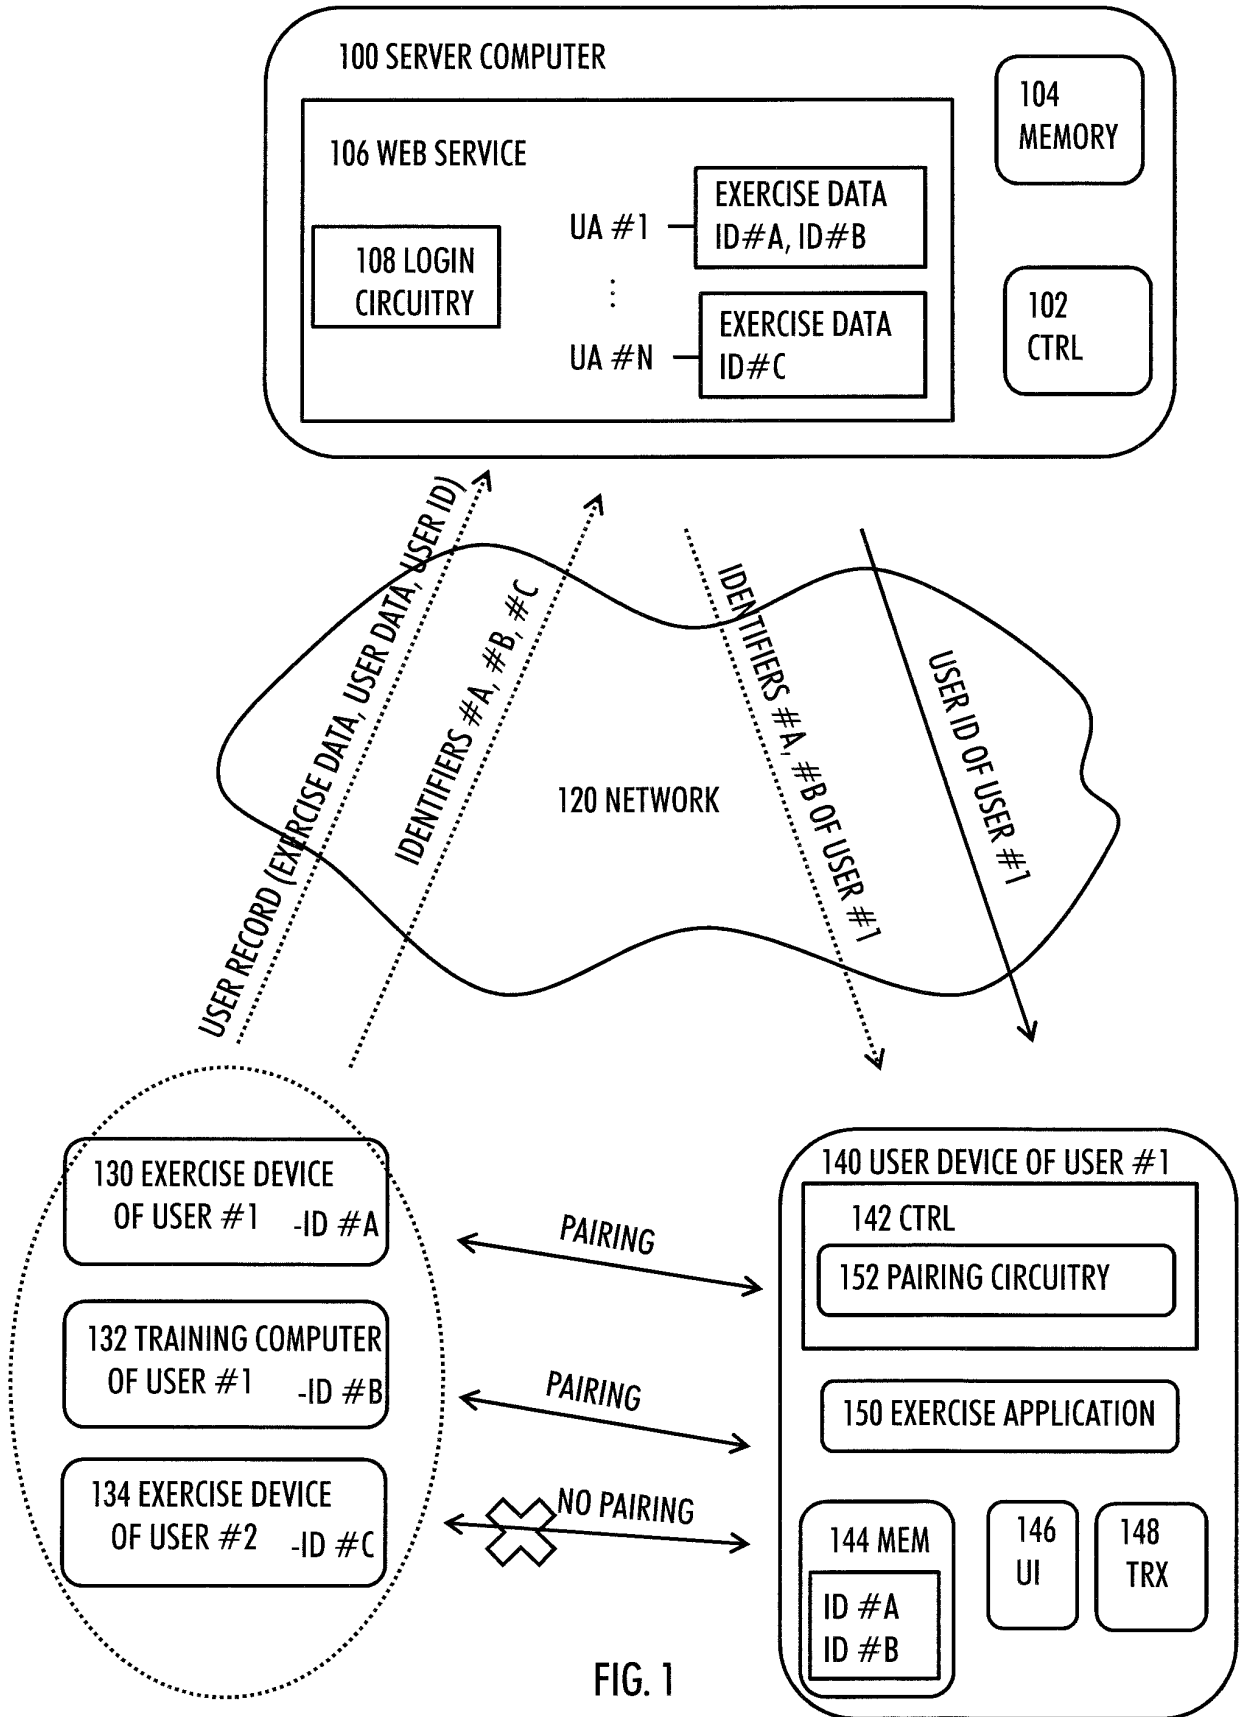 100 SERVER COMPUTER
104
MEMORY
106 WEB SERVICE
108 LOGIN
CIRCUITRY
UA #1
EXERCISE DATA
ID#A, ID#B
UA #N
EXERCISE DATA
ID#C
102
CTRL
USER RECORD (EXERCISE DATA, USER DATA, USER ID)
IDENTIFIERS #A, #B, #C
IDENTIFIERS #A, #B OF USER #1
USER ID OF USER #1
120 NETWORK
130 EXERCISE DEVICE
OF USER #1 -ID #A
132 TRAINING COMPUTER
OF USER #1 -ID #B
134 EXERCISE DEVICE
OF USER #2 -ID #C
PAIRING
PAIRING
NO PAIRING
140 USER DEVICE OF USER #1
142 CTRL
152 PAIRING CIRCUITRY
150 EXERCISE APPLICATION
144 MEM
ID #A
ID #B
146
UI
148
TRX
FIG. 1